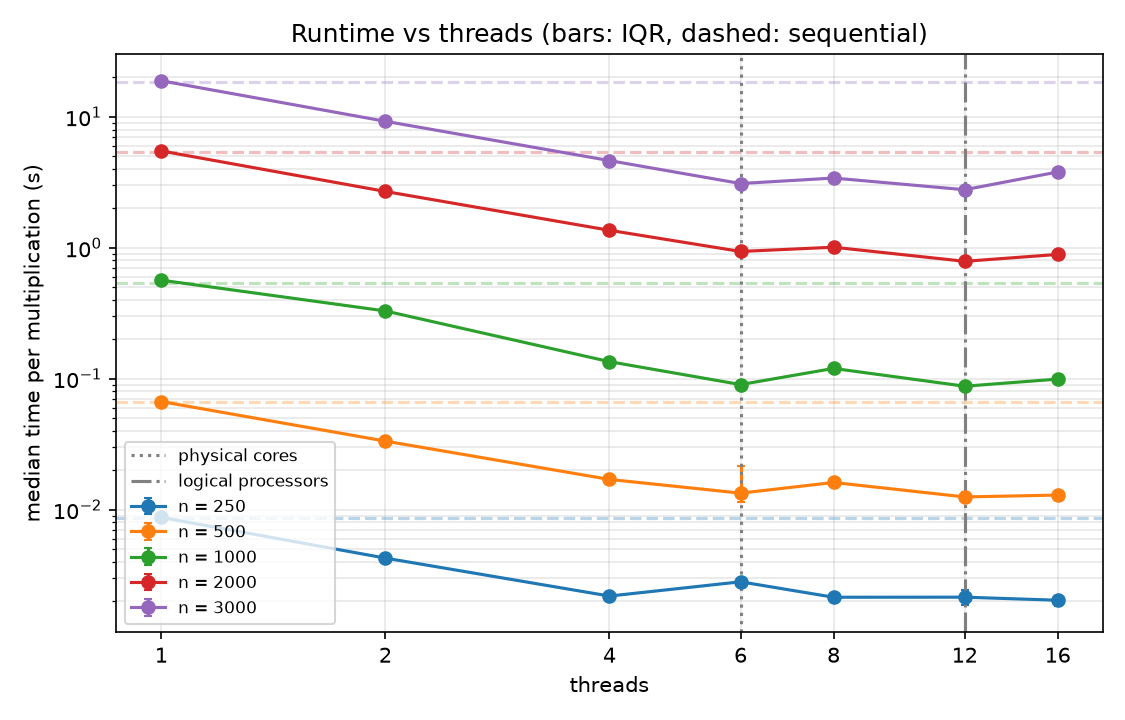 Runtime vs threads (bars: IQR, dashed: sequential)
median time per multiplication (s)
10¹
10⁰
10⁻¹
10⁻²
physical cores
logical processors
n = 250
n = 500
n = 1000
n = 2000
n = 3000
1 2 4 6 8 12 16
threads